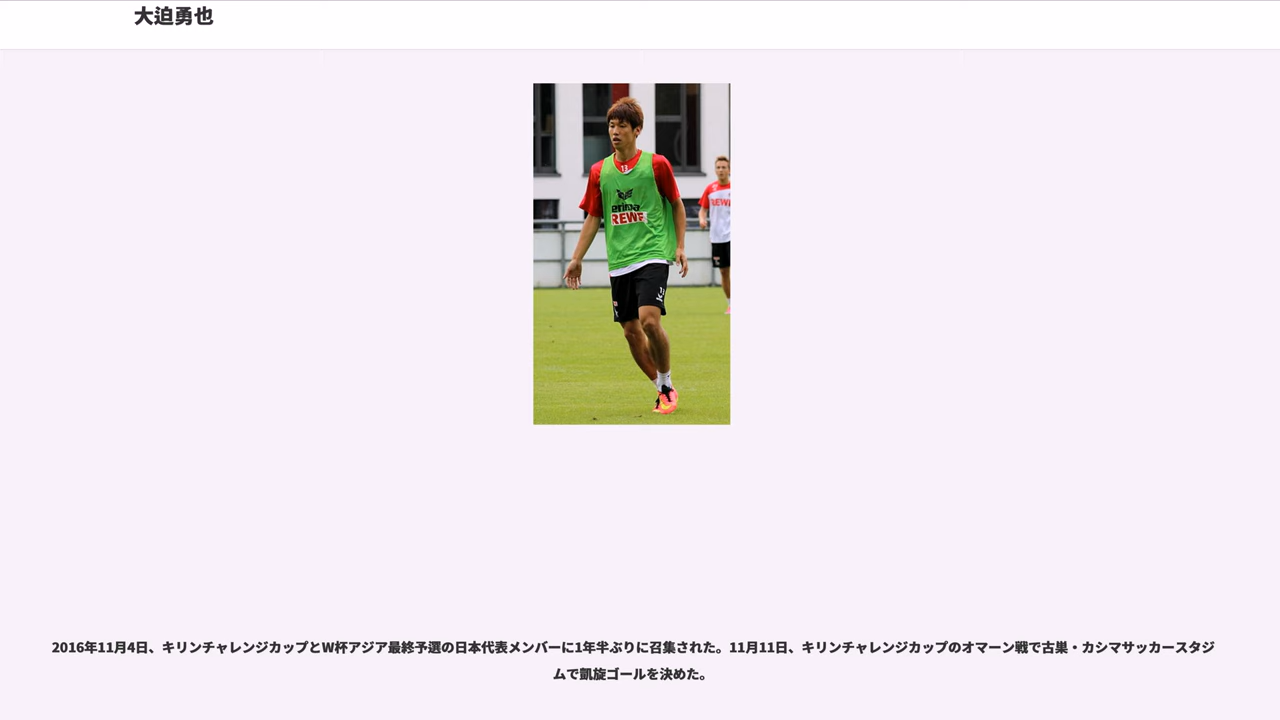 大迫勇也
13
erima
REWE
REWE
11
2016年11月4日、キリンチャレンジカップとW杯アジア最終予選の日本代表メンバーに1年半ぶりに召集された。11月11日、キリンチャレンジカップのオマーン戦で古巣・カシマサッカースタジ
ムで凱旋ゴールを決めた。